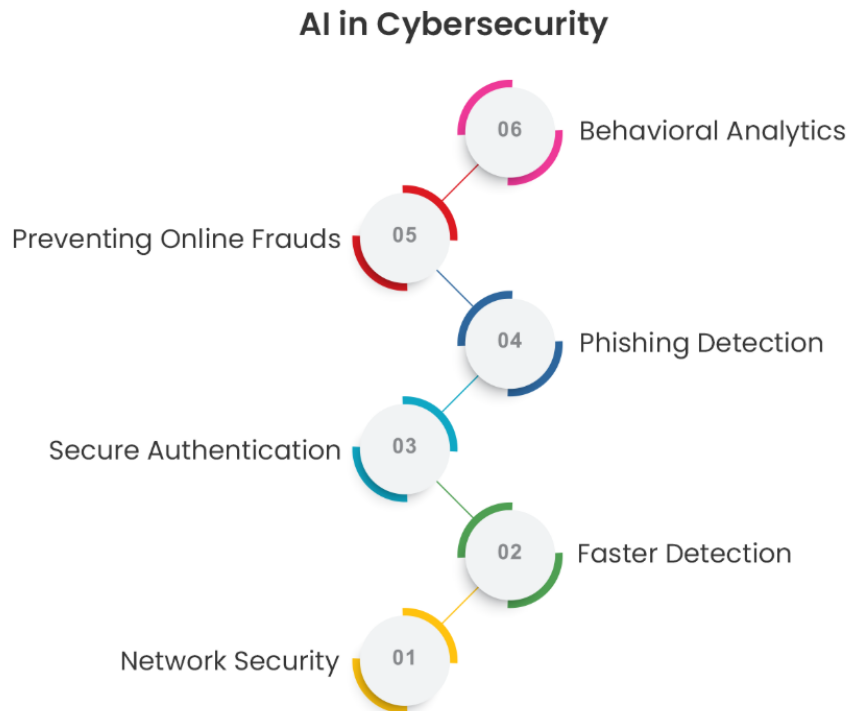 AI in Cybersecurity
06
Behavioral Analytics
Preventing Online Frauds
05
04
Phishing Detection
Secure Authentication
03
02
Faster Detection
Network Security
01